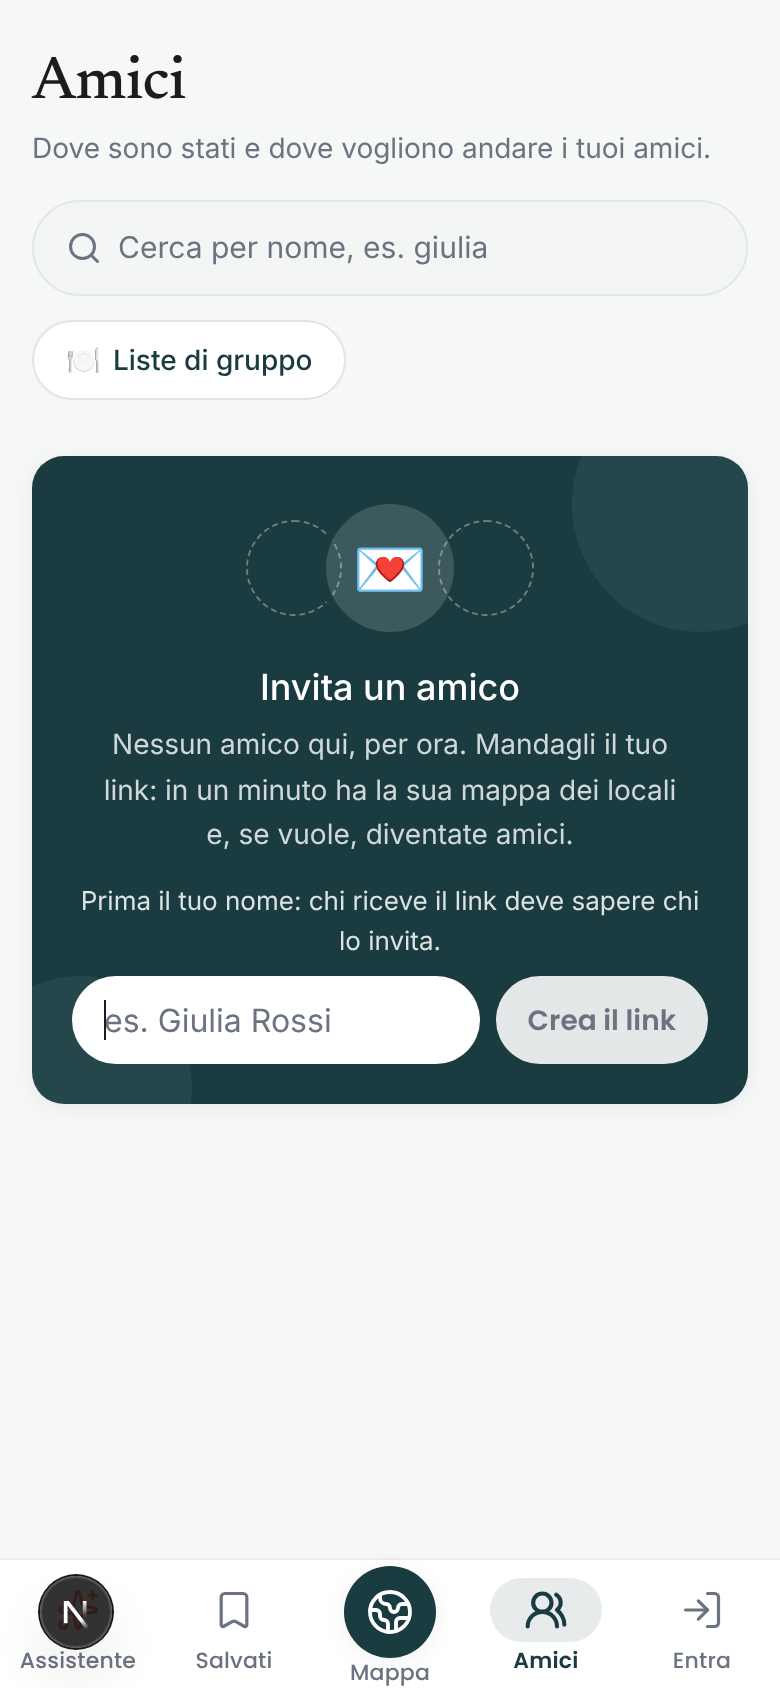 Amici
Dove sono stati e dove vogliono andare i tuoi amici.
Cerca per nome, es. giulia
Liste di gruppo
Invita un amico
Nessun amico qui, per ora. Mandagli il tuo
link: in un minuto ha la sua mappa dei locali
e, se vuole, diventate amici.
Prima il tuo nome: chi riceve il link deve sapere chi
lo invita.
es. Giulia Rossi
Crea il link
N
Assistente
Salvati
Mappa
Amici
Entra